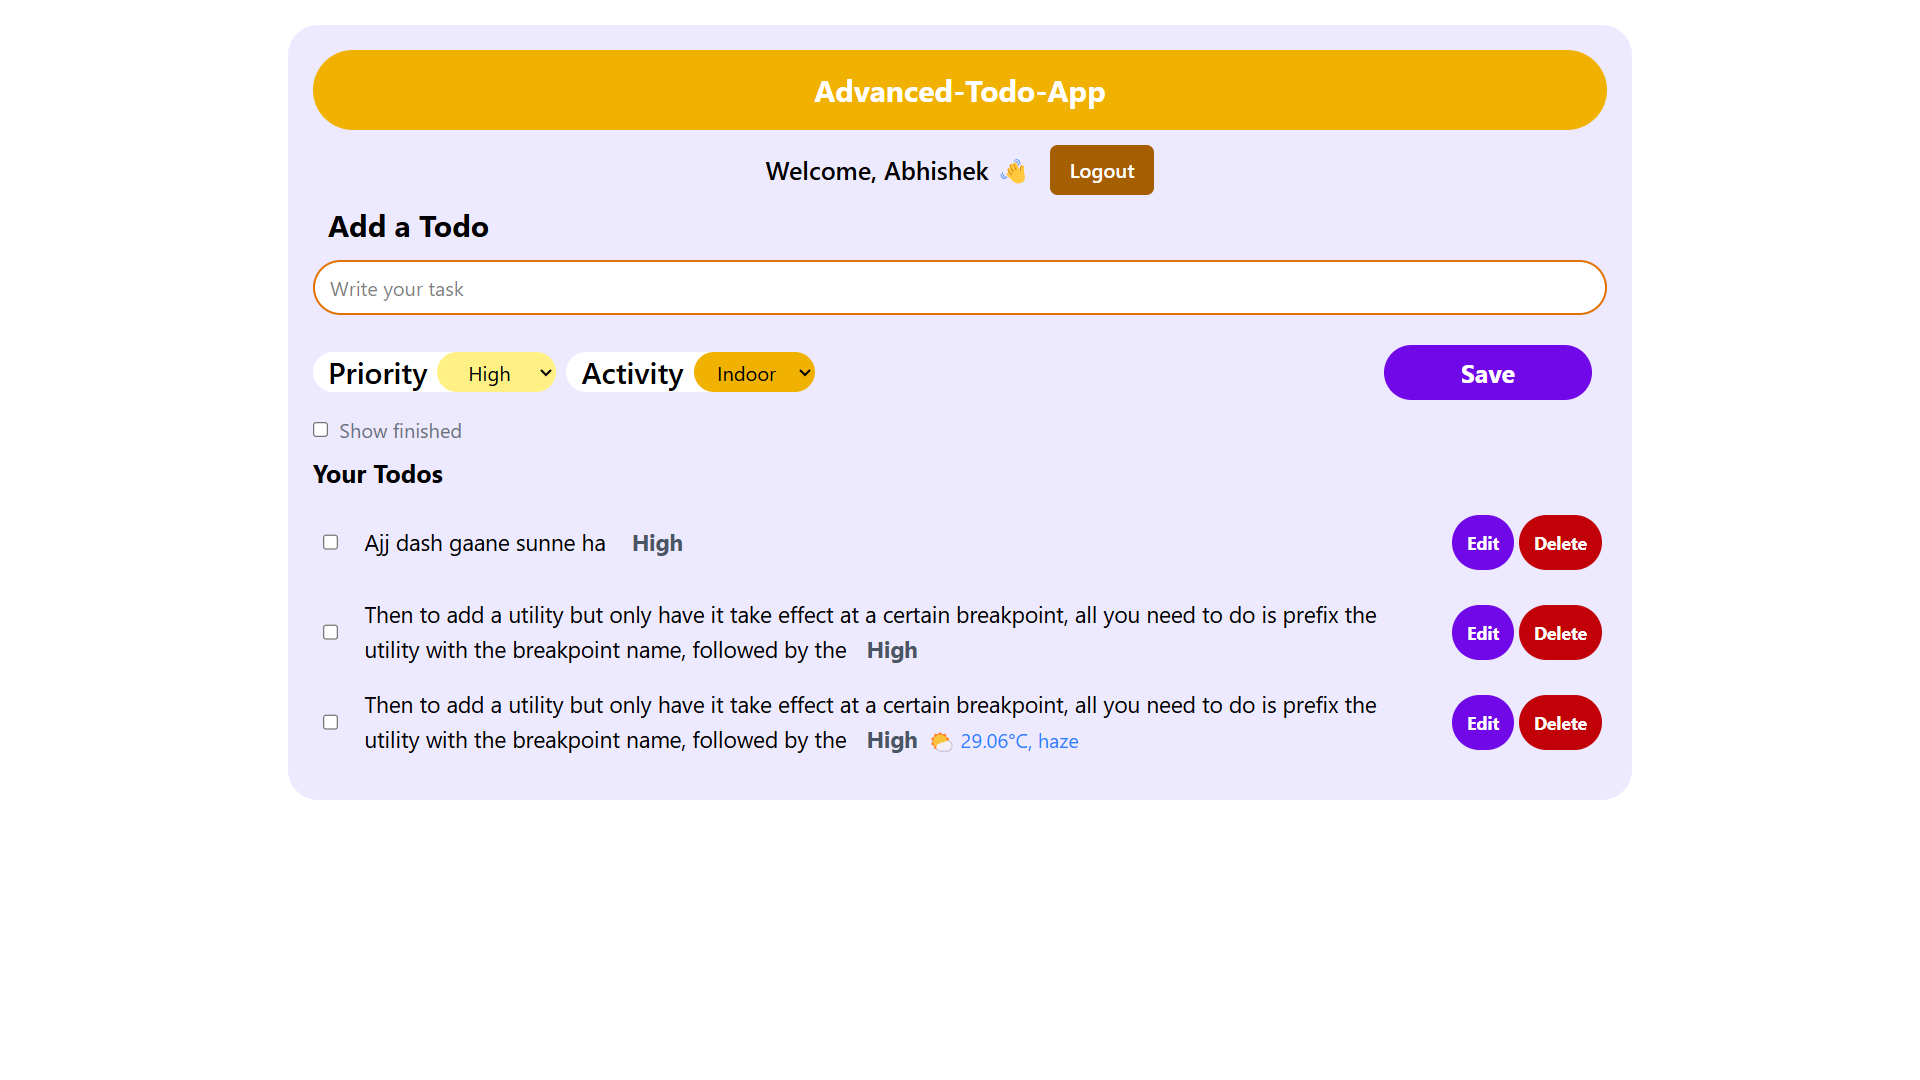 Advanced-Todo-App
Welcome, Abhishek 👋 Logout
Add a Todo
Write your task
Priority High Activity Indoor Save
Show finished
Your Todos
Ajj dash gaane sunne ha High Edit Delete
Then to add a utility but only have it take effect at a certain breakpoint, all you need to do is prefix the
utility with the breakpoint name, followed by the High Edit Delete
Then to add a utility but only have it take effect at a certain breakpoint, all you need to do is prefix the
utility with the breakpoint name, followed by the High 🌤️ 29.06°C, haze Edit Delete